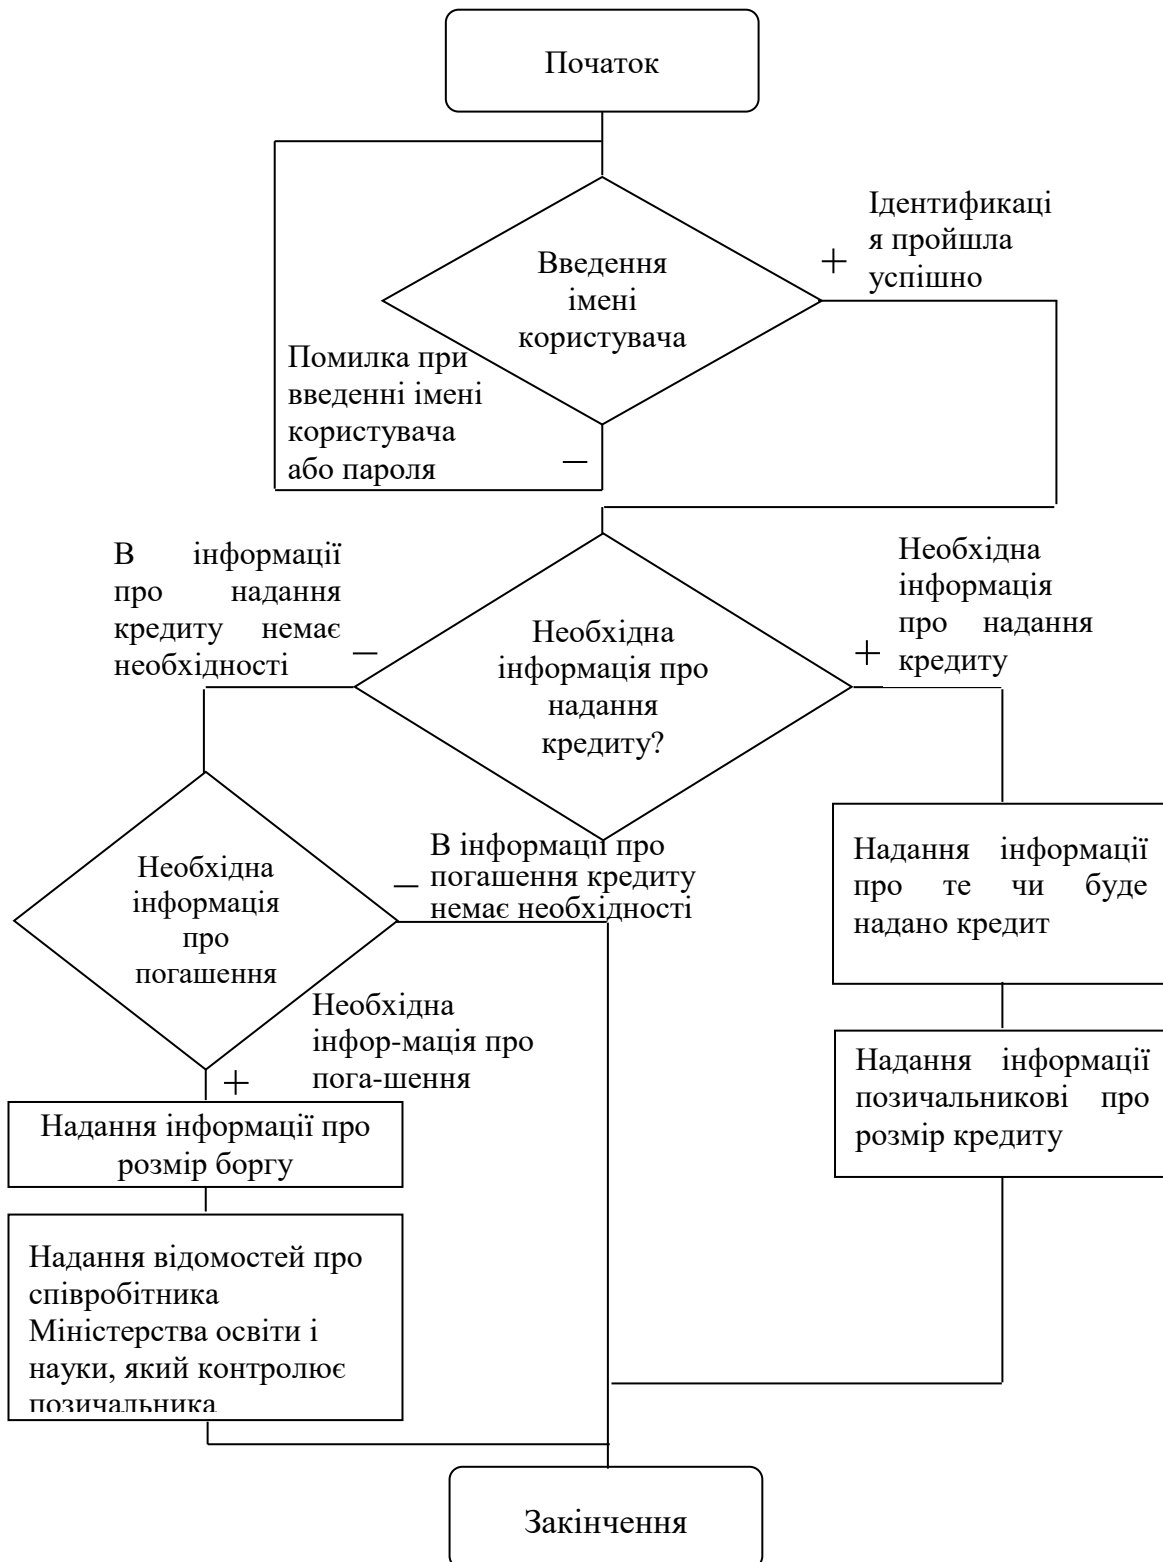 Початок
Ідентификаці
я пройшла
успішно
+
Введення
імені
користувача
Помилка при
введенні імені
користувача
або пароля
–
В інформації
про надання
кредиту немає
необхідності
–
Необхідна
інформація про
надання
кредиту?
Необхідна
інформація
про надання
кредиту
+
Необхідна
інформація
про
погашення
–
В інформації про
погашення кредиту
немає необхідності
Надання інформації
про те чи буде
надано кредит
Необхідна
інфор-мація про
пога-шення
+
Надання інформації
позичальникові про
розмір кредиту
Надання інформації про
розмір боргу
Надання відомостей про
співробітника
Міністерства освіти і
науки, який контролює
позичальника
Закінчення